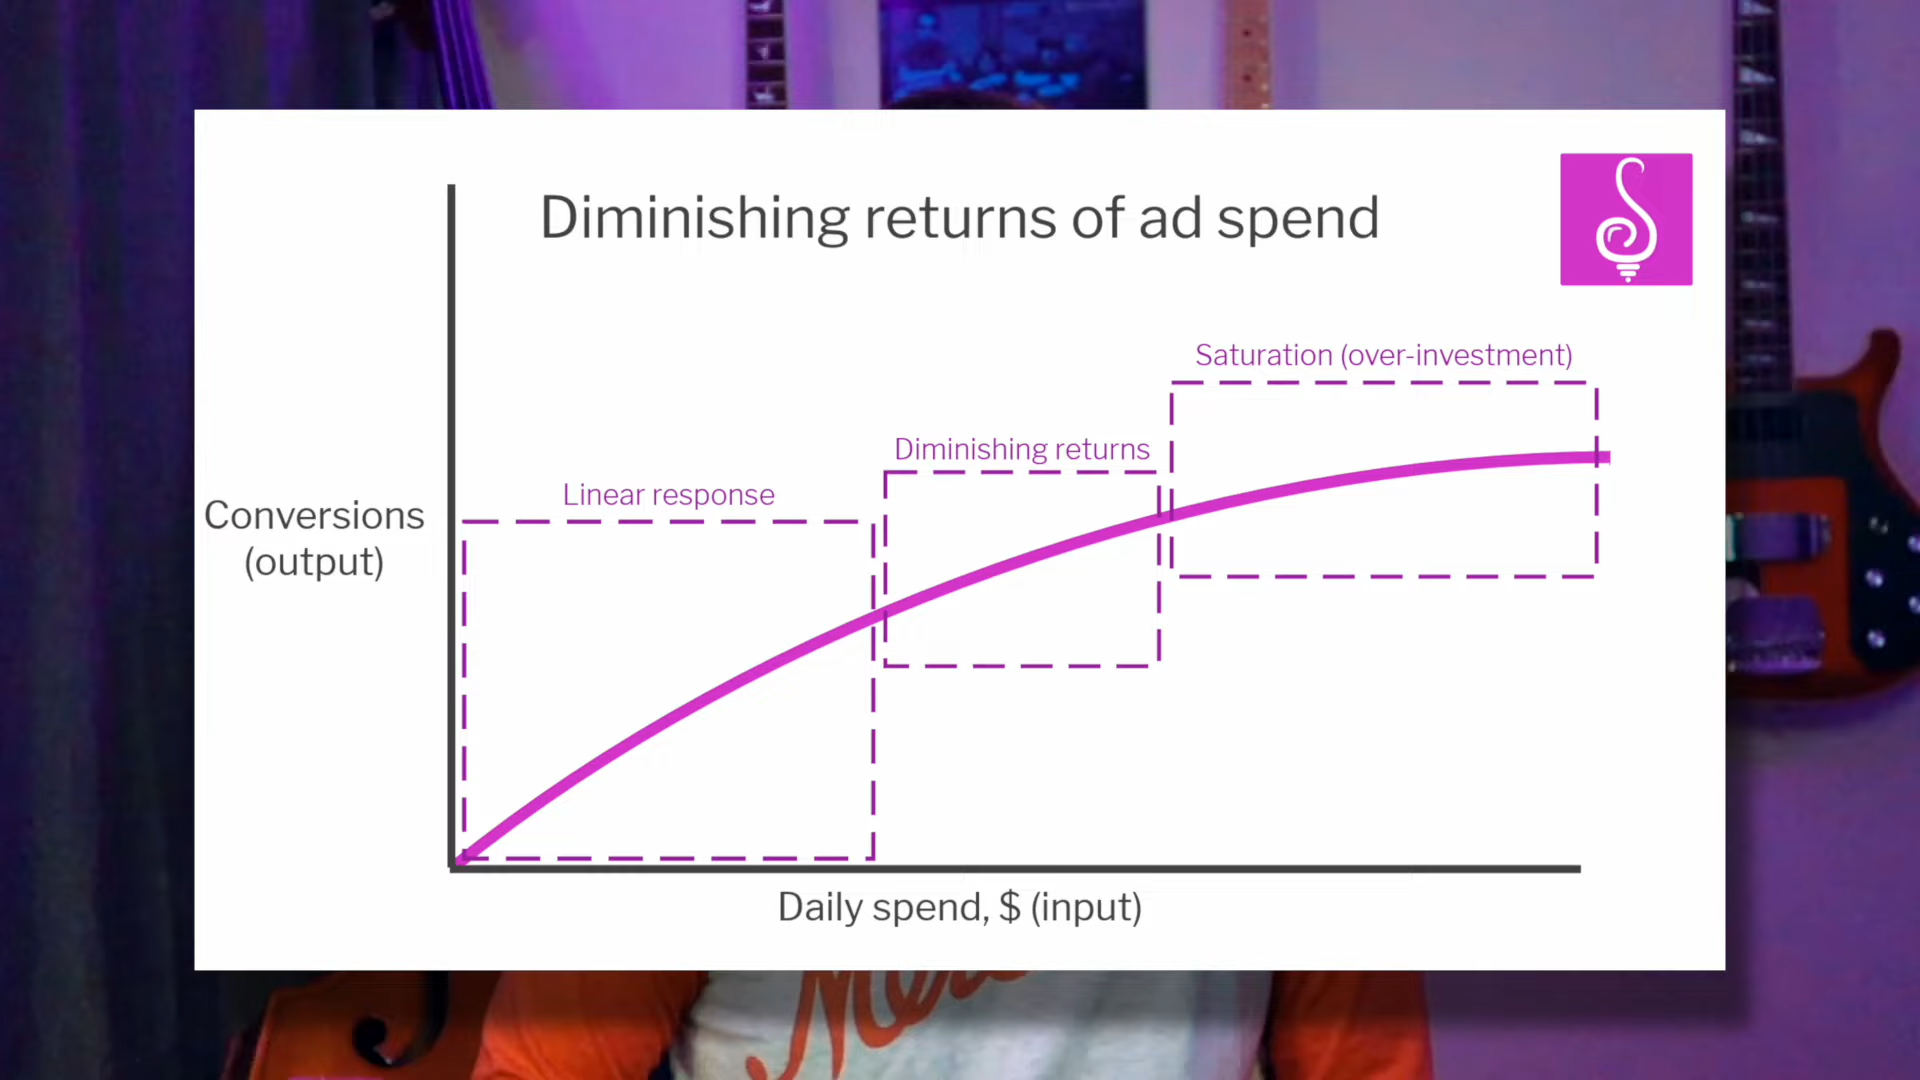 Diminishing returns of ad spend
Saturation (over-investment)
Diminishing returns
Linear response
Conversions
(output)
Daily spend, $ (input)